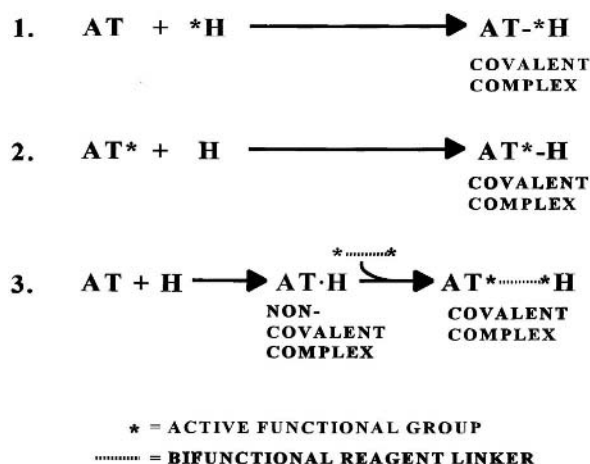 1. AT + *H AT-*H
COVALENT
COMPLEX
2. AT* + H AT*-H
COVALENT
COMPLEX
* *
3. AT + H AT·H AT* *H
NON-
COVALENT
COMPLEX
COVALENT
COMPLEX
* = ACTIVE FUNCTIONAL GROUP
= BIFUNCTIONAL REAGENT LINKER